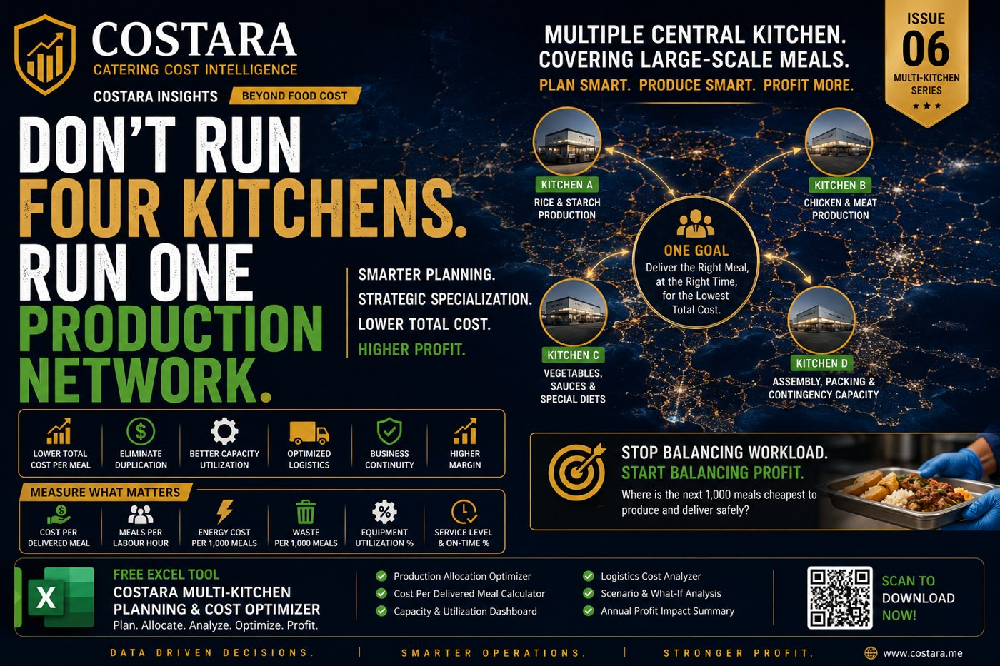 COSTARA
CATERING COST INTELLIGENCE
COSTARA INSIGHTS
BEYOND FOOD COST
DON'T RUN
FOUR KITCHENS.
RUN ONE
PRODUCTION
NETWORK.
SMARTER PLANNING.
STRATEGIC SPECIALIZATION.
LOWER TOTAL COST.
HIGHER PROFIT.
MULTIPLE CENTRAL KITCHEN.
COVERING LARGE-SCALE MEALS.
PLAN SMART. PRODUCE SMART. PROFIT MORE.
ISSUE
06
MULTI-KITCHEN
SERIES
KITCHEN A
RICE & STARCH
PRODUCTION
KITCHEN B
CHICKEN & MEAT
PRODUCTION
ONE GOAL
Deliver the Right Meal,
at the Right Time,
for the Lowest
Total Cost.
KITCHEN C
VEGETABLES,
SAUCES &
SPECIAL DIETS
KITCHEN D
ASSEMBLY, PACKING &
CONTINGENCY CAPACITY
LOWER TOTAL
COST PER MEAL
ELIMINATE
DUPLICATION
BETTER CAPACITY
UTILIZATION
OPTIMIZED
LOGISTICS
BUSINESS
CONTINUITY
HIGHER
MARGIN
MEASURE WHAT MATTERS
COST PER
DELIVERED MEAL
MEALS PER
LABOUR HOUR
ENERGY COST
PER 1,000 MEALS
WASTE
PER 1,000 MEALS
EQUIPMENT
UTILIZATION %
SERVICE LEVEL
& ON-TIME %
STOP BALANCING WORKLOAD.
START BALANCING PROFIT.
Where is the next 1,000 meals cheapest to
produce and deliver safely?
X
FREE EXCEL TOOL
COSTARA MULTI-KITCHEN
PLANNING & COST OPTIMIZER
Plan. Allocate. Analyze. Optimize. Profit.
Production Allocation Optimizer
Cost Per Delivered Meal Calculator
Capacity & Utilization Dashboard
Logistics Cost Analyzer
Scenario & What-If Analysis
Annual Profit Impact Summary
SCAN TO
DOWNLOAD
NOW!
DATA DRIVEN DECISIONS. | SMARTER OPERATIONS. | STRONGER PROFIT.
www.costara.me